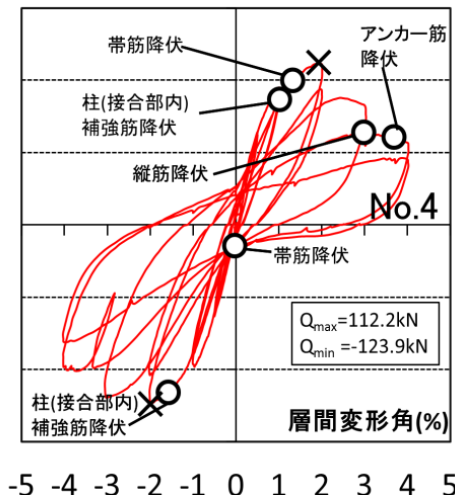 帯筋降伏
アンカー筋
降伏
柱(接合部内)
補強筋降伏
縦筋降伏
No.4
帯筋降伏
Qmax=112.2kN
Qmin =-123.9kN
柱(接合部内)
補強筋降伏
層間変形角(%)
-5 -4 -3 -2 -1 0 1 2 3 4 5